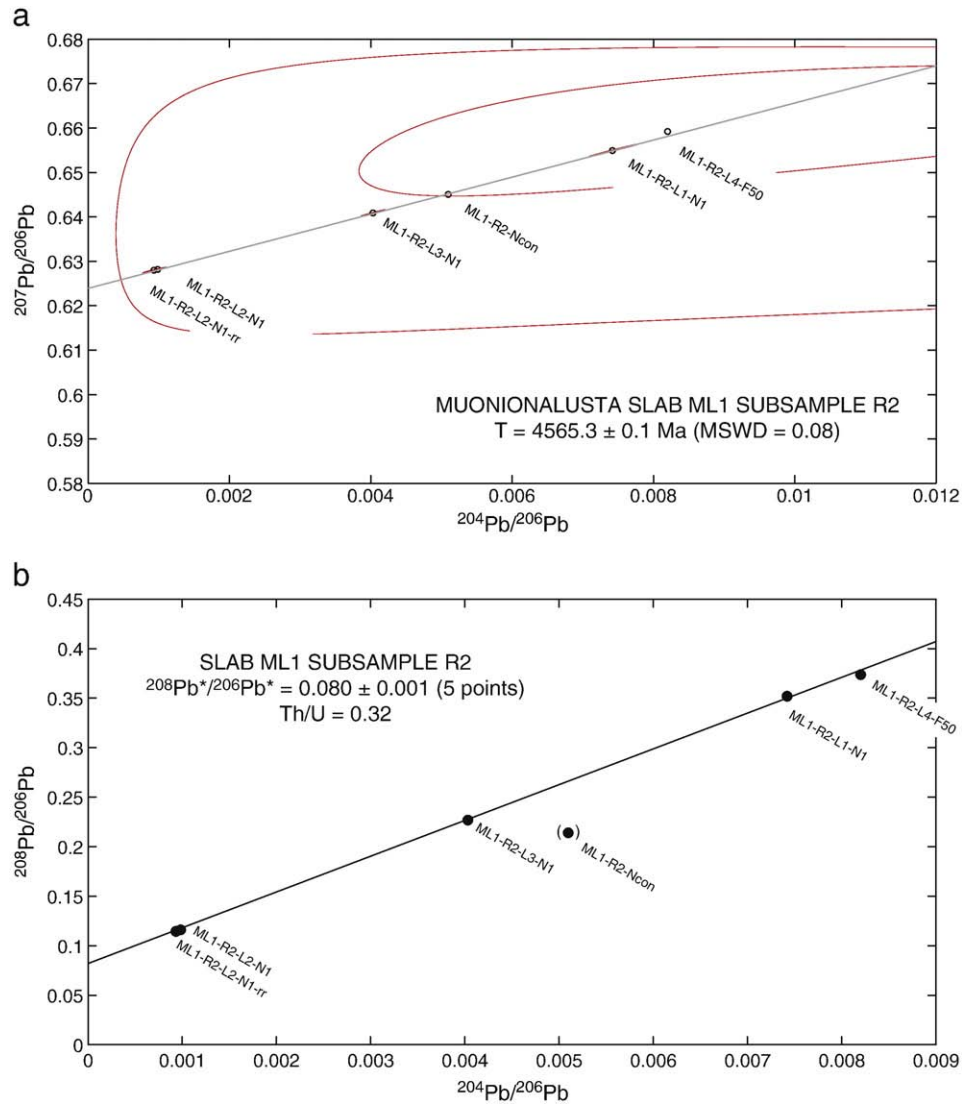 a
0.68
0.67
0.66
0.65
0.64
0.63
0.62
0.61
0.6
0.59
0.58
²⁰⁷Pb/²⁰⁶Pb
ML1-R2-L4-F50
ML1-R2-L1-N1
ML1-R2-Ncon
ML1-R2-L3-N1
ML1-R2-L2-N1
ML1-R2-L2-N1-rr
MUONIONALUSTA SLAB ML1 SUBSAMPLE R2
T = 4565.3 ± 0.1 Ma (MSWD = 0.08)
0 0.002 0.004 0.006 0.008 0.01 0.012
²⁰⁴Pb/²⁰⁶Pb
b
0.45
0.4
0.35
0.3
0.25
0.2
0.15
0.1
0.05
0
²⁰⁸Pb/²⁰⁶Pb
SLAB ML1 SUBSAMPLE R2
²⁰⁸Pb*/²⁰⁶Pb* = 0.080 ± 0.001 (5 points)
Th/U = 0.32
ML1-R2-L4-F50
ML1-R2-L1-N1
ML1-R2-L3-N1
( )
ML1-R2-Ncon
ML1-R2-L2-N1
ML1-R2-L2-N1-rr
0 0.001 0.002 0.003 0.004 0.005 0.006 0.007 0.008 0.009
²⁰⁴Pb/²⁰⁶Pb